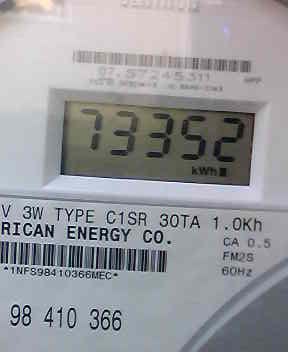 73352
kWh
V 3W TYPE C1SR 30TA 1.0Kh
RICAN ENERGY CO.
CA 0.5
FM2S
60Hz
*1NFS98410366MEC*
98 410 366